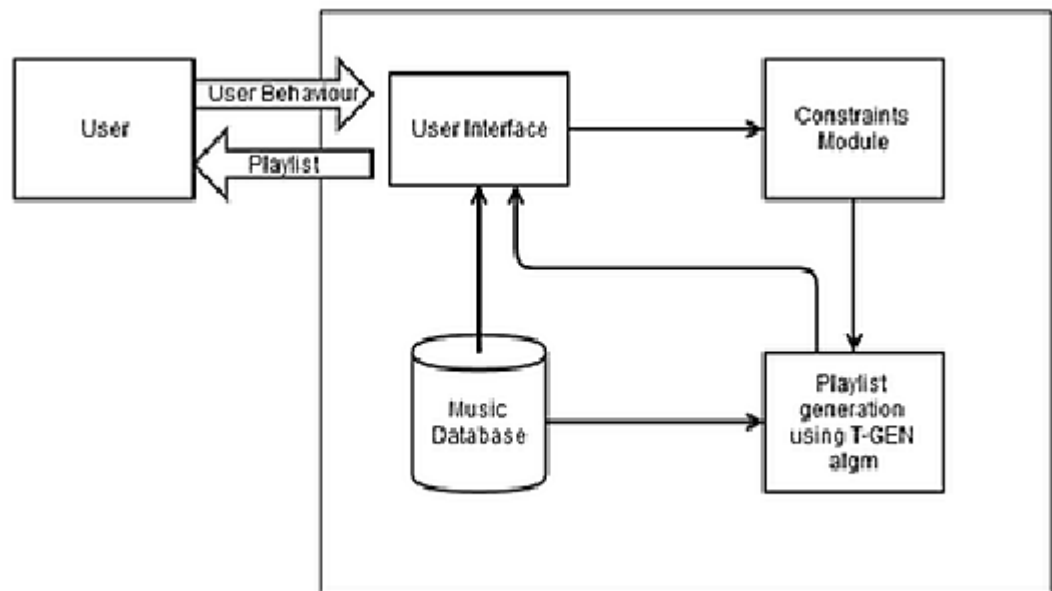 User
User Behaviour
Playlist
User Interface
Constraints
Module
Music
Database
Playlist
generation
using T-GEN
algm